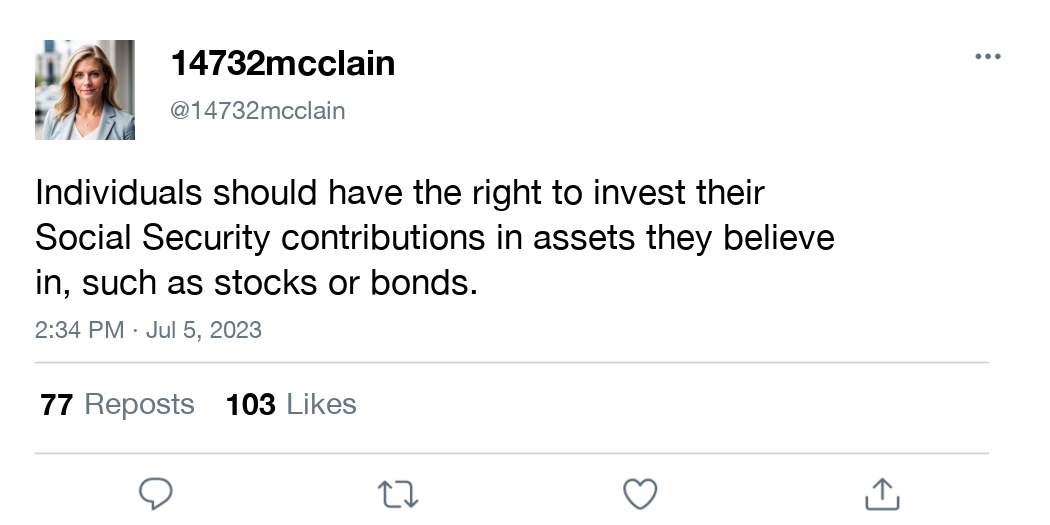 14732mcclain
@14732mcclain
Individuals should have the right to invest their
Social Security contributions in assets they believe
in, such as stocks or bonds.
2:34 PM · Jul 5, 2023
77 Reposts 103 Likes